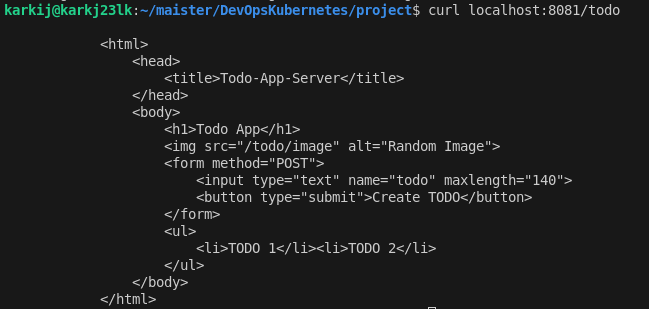 karkij@karkj23lk:~/maister/DevOpsKubernetes/project$ curl localhost:8081/todo
<html>
<head>
<title>Todo-App-Server</title>
</head>
<body>
<h1>Todo App</h1>
<img src="/todo/image" alt="Random Image">
<form method="POST">
<input type="text" name="todo" maxlength="140">
<button type="submit">Create TODO</button>
</form>
<ul>
<li>TODO 1</li><li>TODO 2</li>
</ul>
</body>
</html>